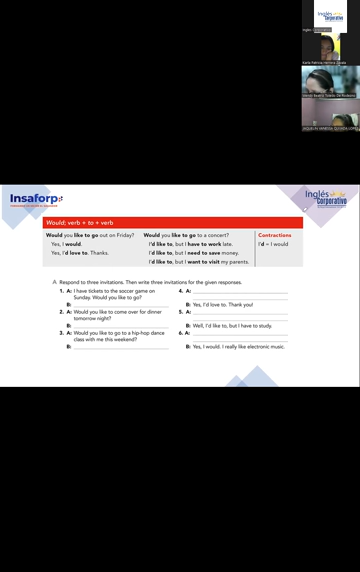 Inglés
Corporativo
Insaforp
Inglés
Corporativo
Would; verb + to + verb
Would you like to go out on Friday?
Yes, I would.
Yes, I'd love to. Thanks.
Would you like to go to a concert?
I'd like to, but I have to work late.
I'd like to, but I need to save money.
I'd like to, but I want to visit my parents.
Contractions
I'd = I would
A Respond to three invitations. Then write three invitations for the given responses.
1. A: I have tickets to the soccer game on
Sunday. Would you like to go?
B:
2. A: Would you like to come over for dinner
tomorrow night?
B:
3. A: Would you like to go to a hip-hop dance
class with me this weekend?
B:
4. A:
B: Yes, I'd love to. Thank you!
5. A:
B: Well, I'd like to, but I have to study.
6. A:
B: Yes, I would. I really like electronic music.